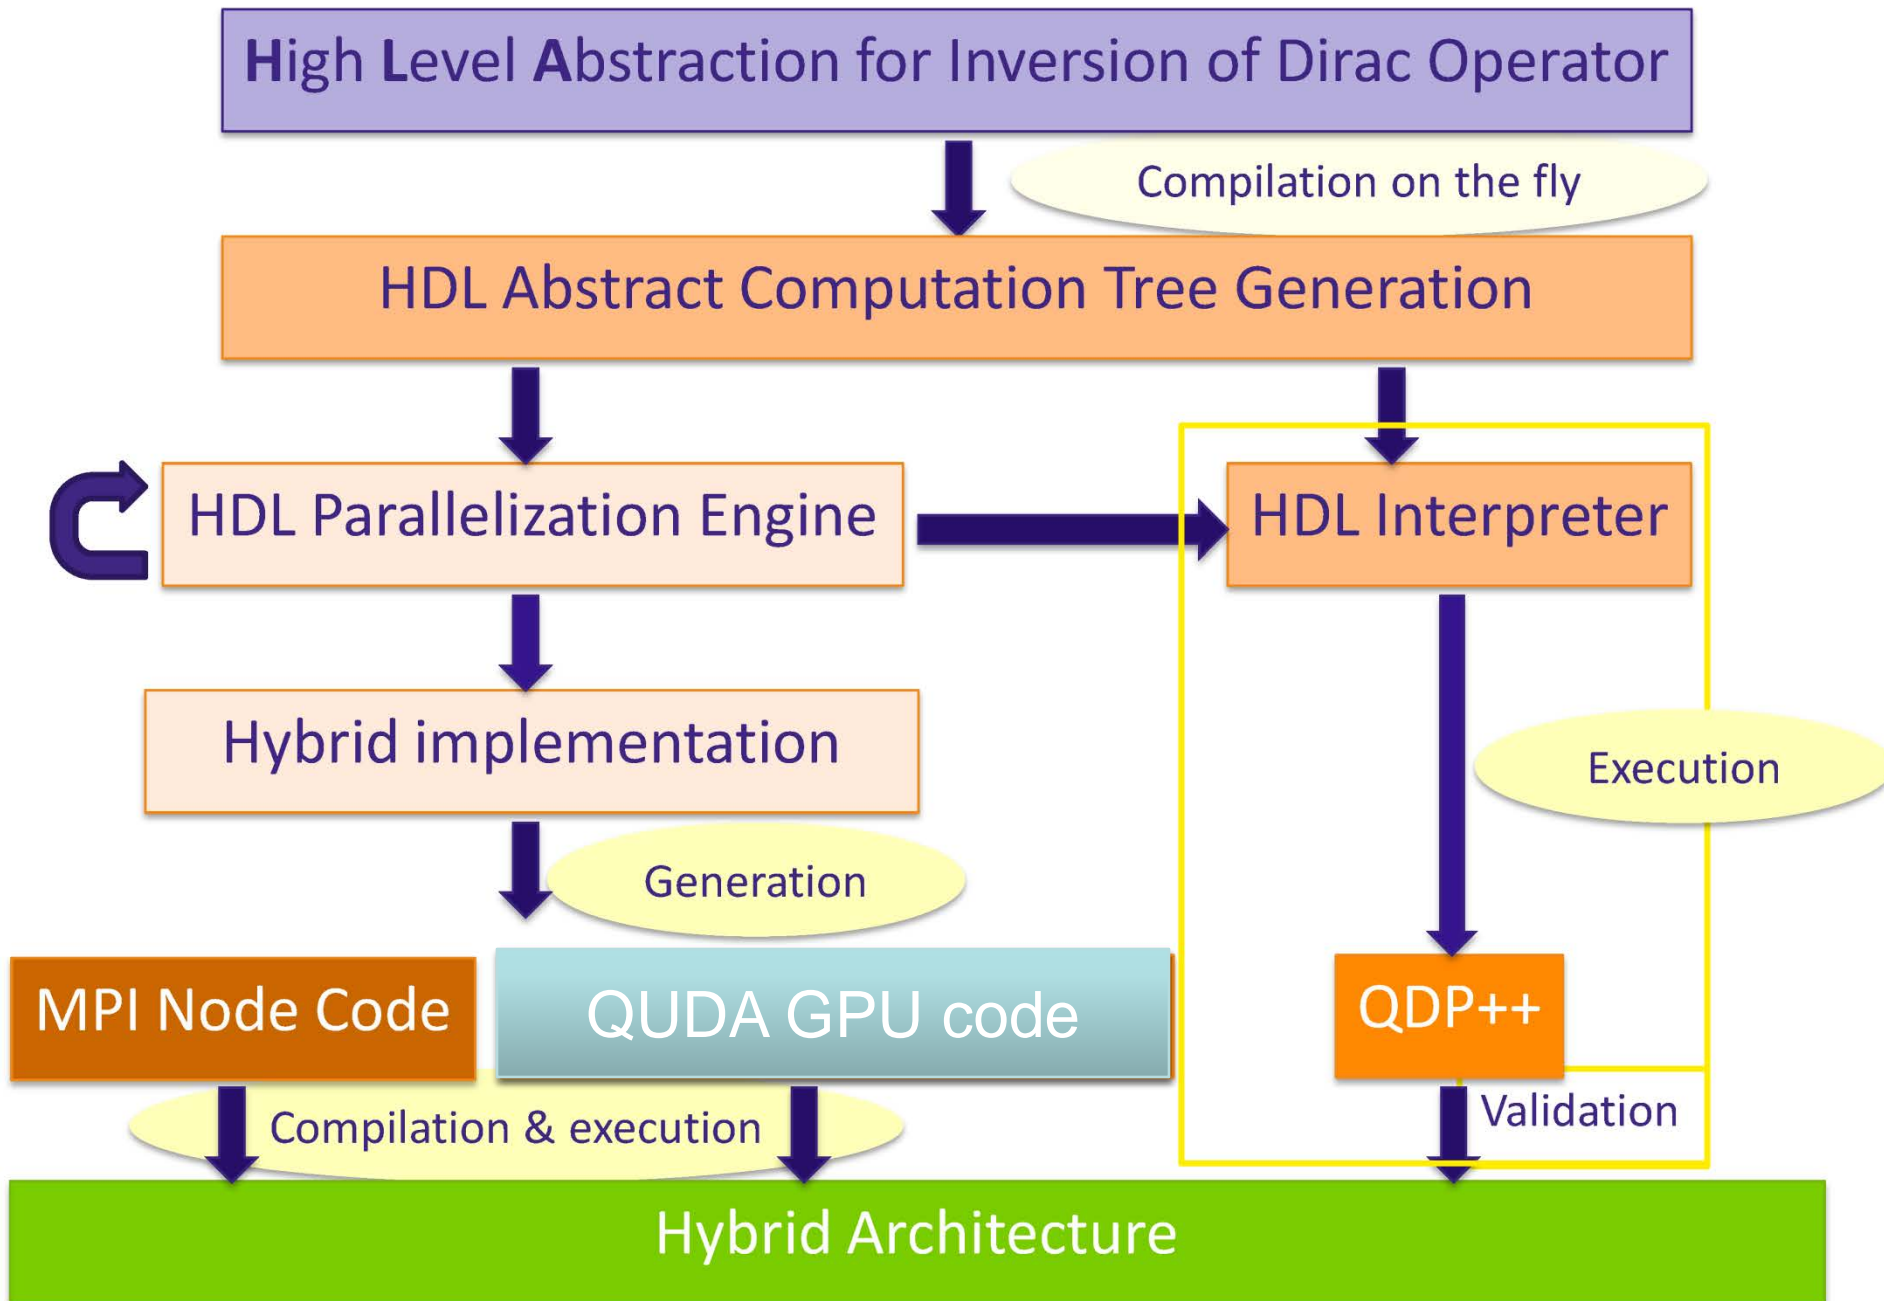 High Level Abstraction for Inversion of Dirac Operator
Compilation on the fly
HDL Abstract Computation Tree Generation
HDL Parallelization Engine
HDL Interpreter
Hybrid implementation
Execution
Generation
MPI Node Code
QUDA GPU code
QDP++
Compilation & execution
Validation
Hybrid Architecture